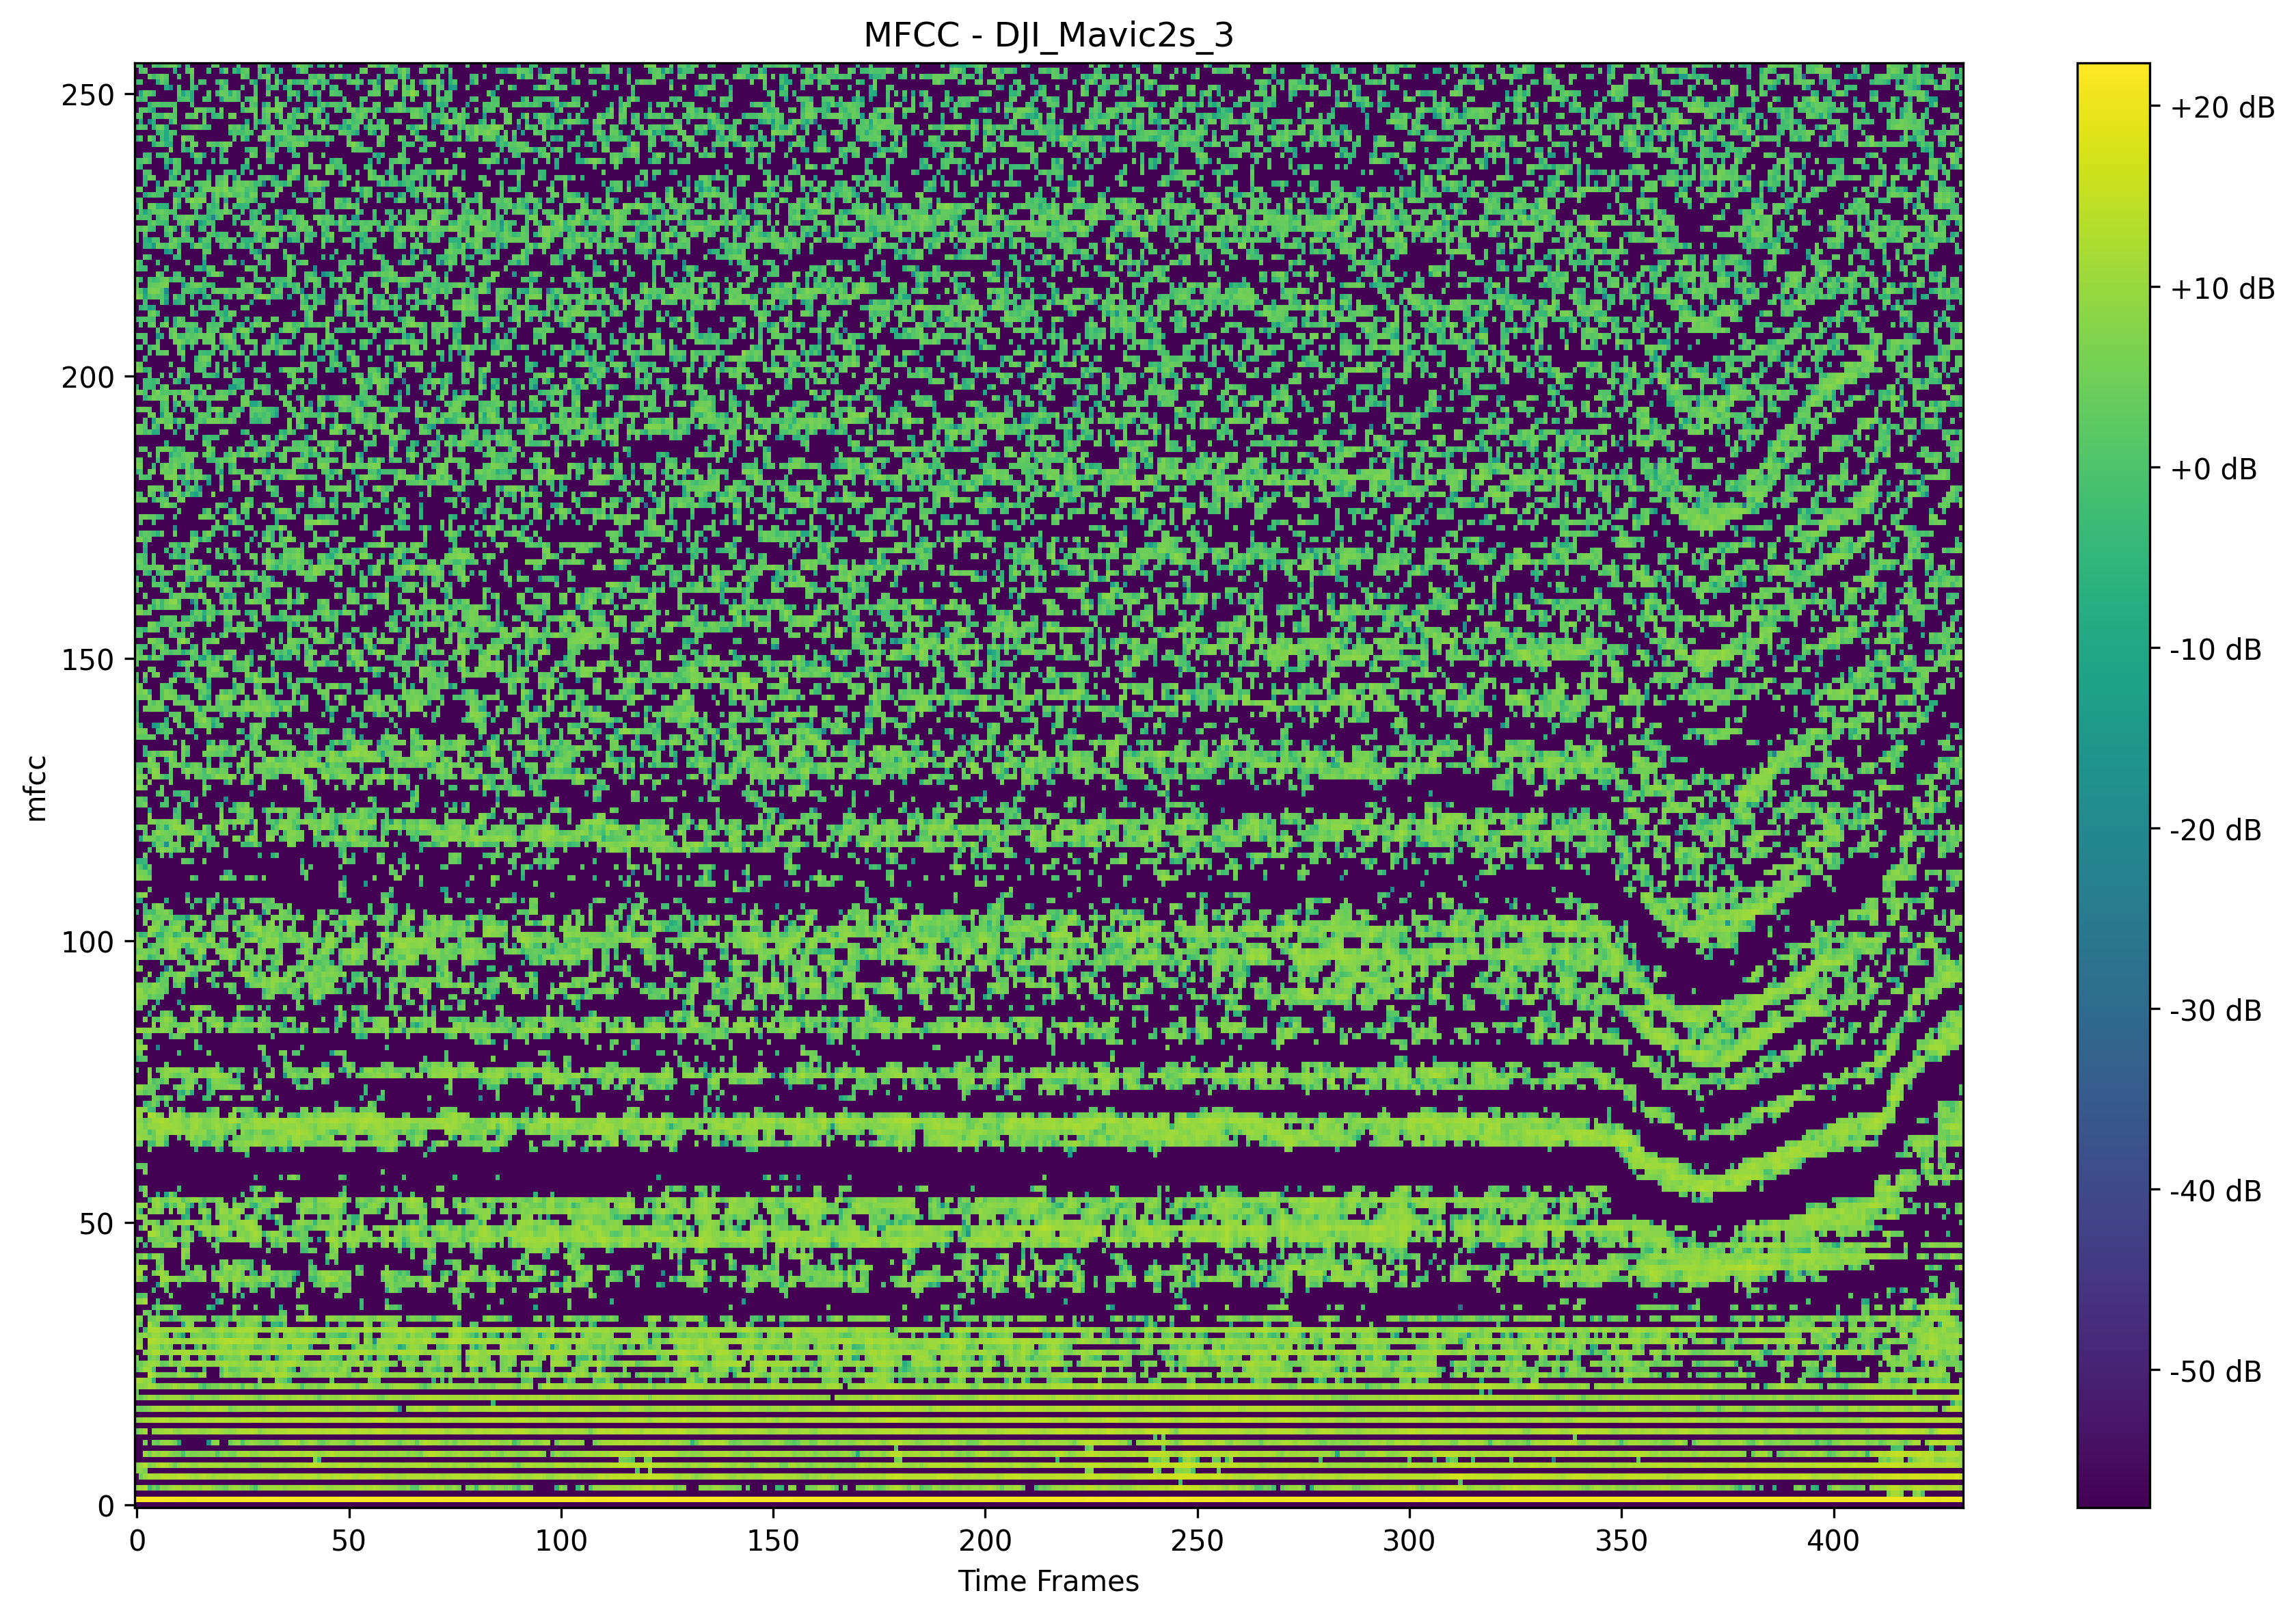 MFCC - DJI_Mavic2s_3
250
200
150
100
50
0
mfcc
0 50 100 150 200 250 300 350 400
Time Frames
+20 dB
+10 dB
+0 dB
-10 dB
-20 dB
-30 dB
-40 dB
-50 dB